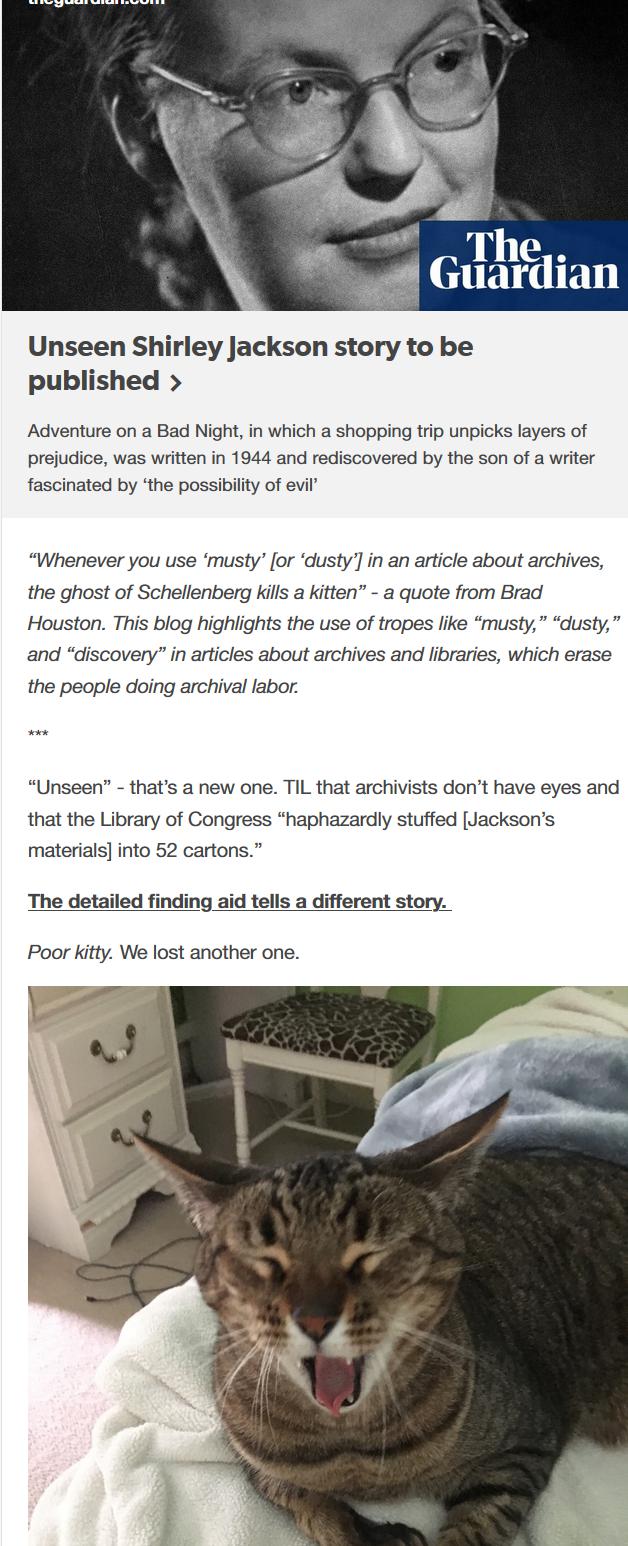 theguardian.com
The
Guardian
Unseen Shirley Jackson story to be
published >
Adventure on a Bad Night, in which a shopping trip unpicks layers of
prejudice, was written in 1944 and rediscovered by the son of a writer
fascinated by ‘the possibility of evil’
“Whenever you use ‘musty’ [or ‘dusty’] in an article about archives,
the ghost of Schellenberg kills a kitten” - a quote from Brad
Houston. This blog highlights the use of tropes like “musty,” “dusty,”
and “discovery” in articles about archives and libraries, which erase
the people doing archival labor.
***
“Unseen” - that’s a new one. TIL that archivists don’t have eyes and
that the Library of Congress “haphazardly stuffed [Jackson’s
materials] into 52 cartons.”
The detailed finding aid tells a different story.
Poor kitty. We lost another one.